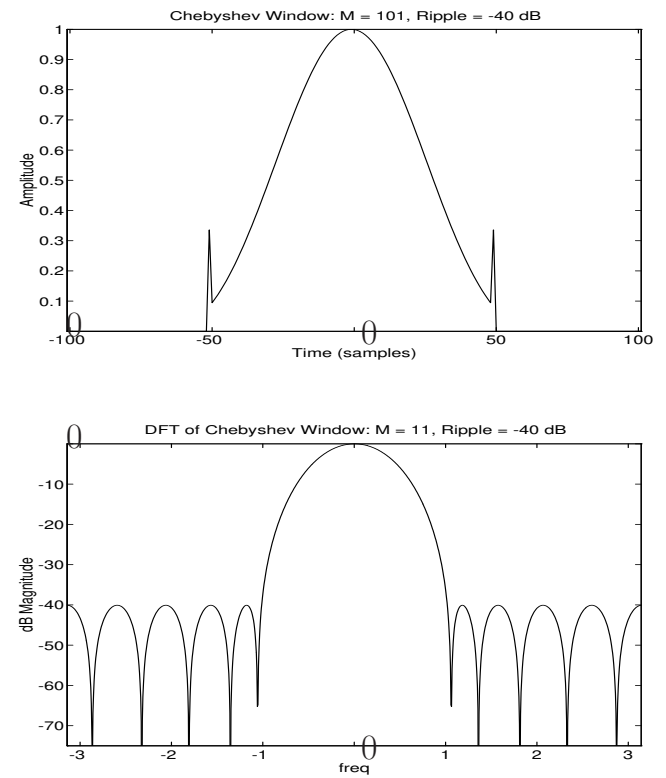 Chebyshev Window: M = 101, Ripple = -40 dB
1
0.9
0.8
0.7
0.6
0.5
0.4
0.3
0.2
0.1
0
Amplitude
-100 -50 0 50 100
Time (samples)
DFT of Chebyshev Window: M = 11, Ripple = -40 dB
0
-10
-20
-30
-40
-50
-60
-70
dB Magnitude
-3 -2 -1 0 1 2 3
freq